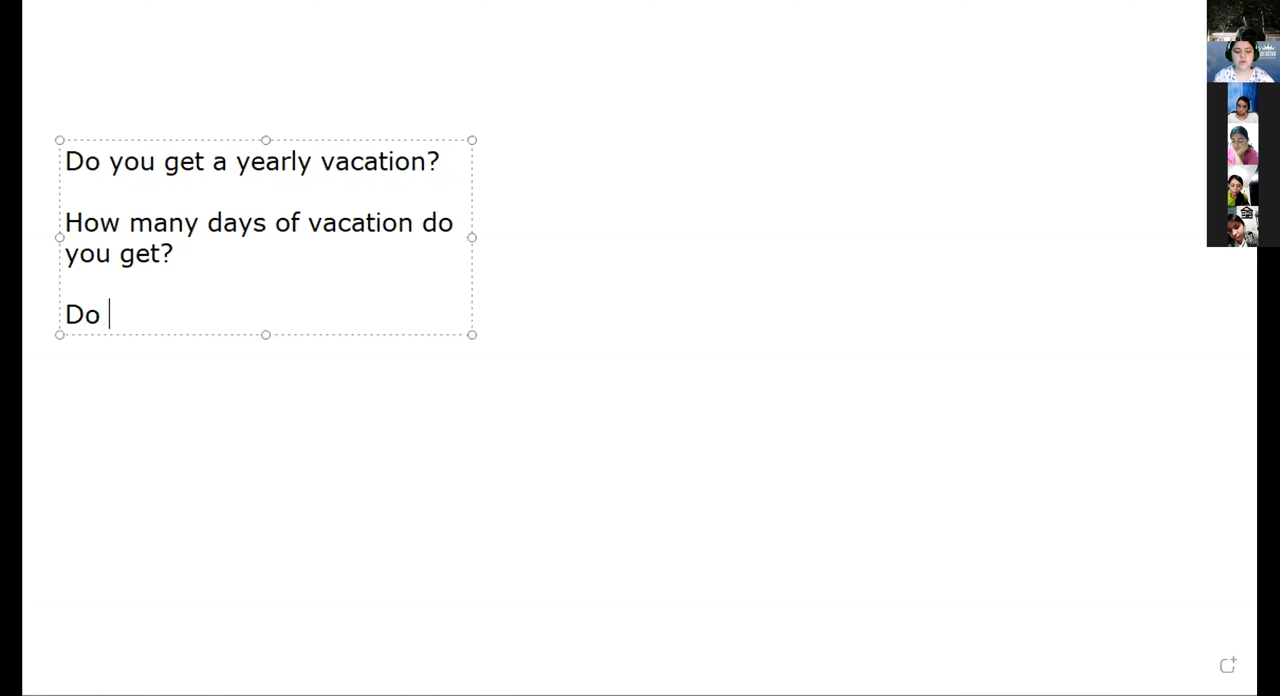 Do you get a yearly vacation?
How many days of vacation do
you get?
Do